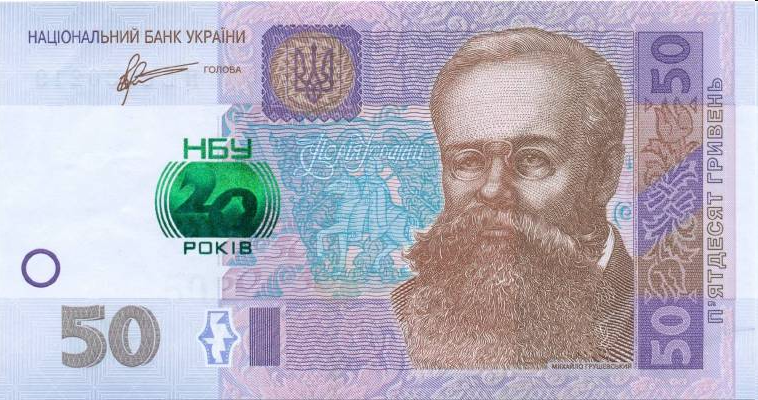 НАЦІОНАЛЬНИЙ БАНК УКРАЇНИ
ГОЛОВА
НБУ
20
РОКІВ
50
50
П'ЯТДЕСЯТ ГРИВЕНЬ
50
МИХАЙЛО ГРУШЕВСЬКИЙ